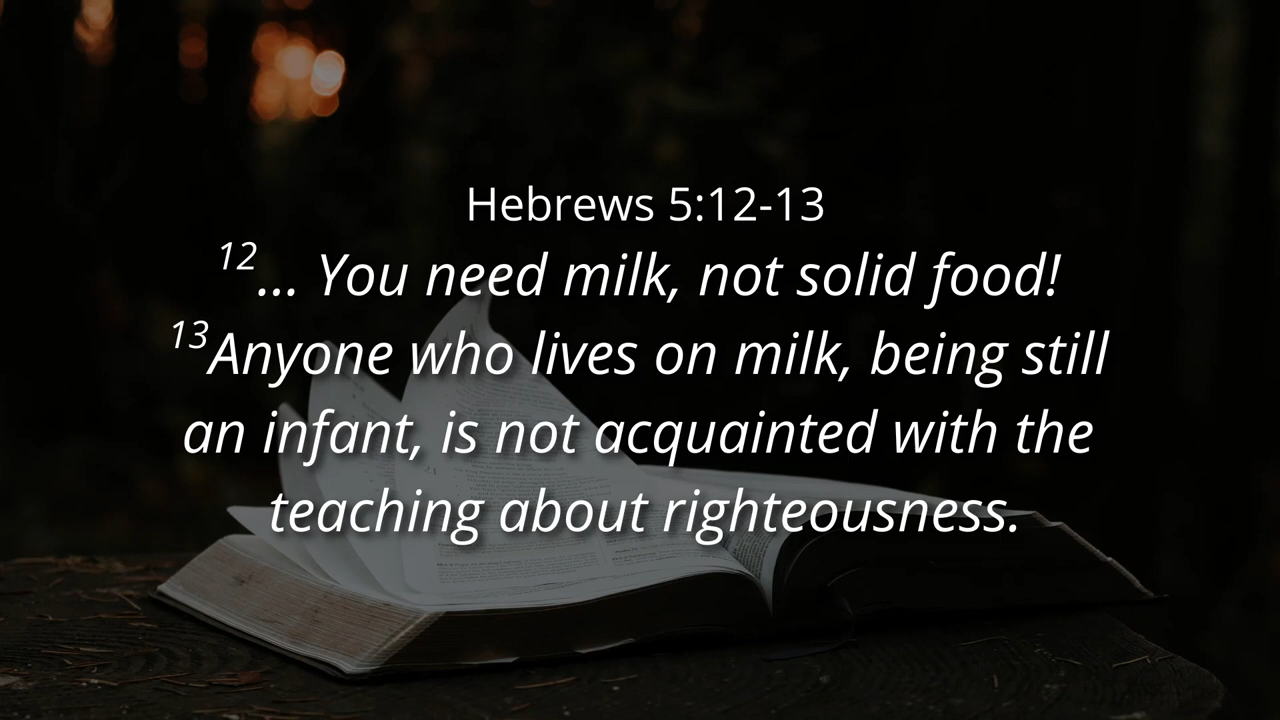 Hebrews 5:12-13
12... You need milk, not solid food!
13Anyone who lives on milk, being still
an infant, is not acquainted with the
teaching about righteousness.